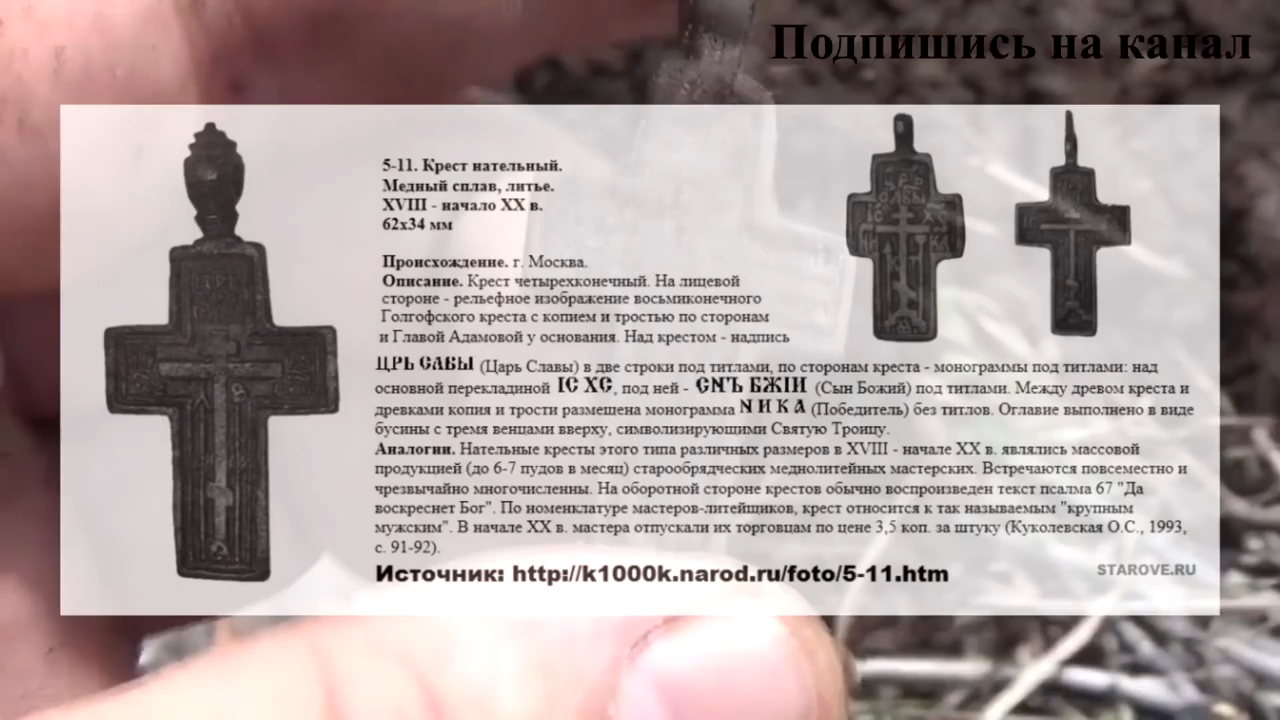 Подпишись на канал
5-11. Крест нательный.
Медный сплав, литье.
XVIII - начало XX в.
62x34 мм
Происхождение. г. Москва.
Описание. Крест четырехконечный. На лицевой
стороне - рельефное изображение восьмиконечного
Голгофского креста с копием и тростью по сторонам
и Главой Адамовой у основания. Над крестом - надпись
ЦРЬ СЛВЫ (Царь Славы) в две строки под титлами, по сторонам креста - монограммы под титлами: над
основной перекладиной IС ХС, под ней - СНЪ БЖIИ (Сын Божий) под титлами. Между древом креста и
древками копия и трости размещена монограмма N И К А (Победитель) без титлов. Оглавие выполнено в виде
бусины с тремя венцами вверху, символизирующими Святую Троицу.
Аналогии. Нательные кресты этого типа различных размеров в XVIII - начале XX в. являлись массовой
продукцией (до 6-7 пудов в месяц) старообрядческих меднолитейных мастерских. Встречаются повсеместно и
чрезвычайно многочисленны. На оборотной стороне крестов обычно воспроизведен текст псалма 67 "Да
воскреснет Бог". По номенклатуре мастеров-литейщиков, крест относится к так называемым "крупным
мужским". В начале XX в. мастера отпускали их торговцам по цене 3,5 коп. за штуку (Куколевская О.С., 1993,
с. 91-92).
Источник: http://k1000k.narod.ru/foto/5-11.htm
STAROVE.RU